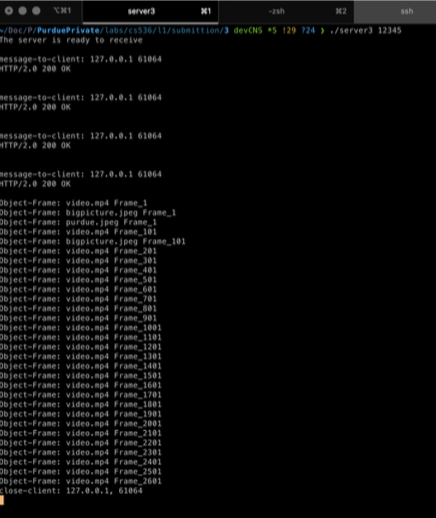 ⌥⌘1 server3 ⌘1 -zsh ⌘2 ssh
~/Doc/P/PurduePrivate/labs/cs536/l1/submittion/3 devCNS *5 !29 ?24 ❯ ./server3 12345
The server is ready to receive
message-to-client: 127.0.0.1 61064
HTTP/2.0 200 OK
message-to-client: 127.0.0.1 61064
HTTP/2.0 200 OK
message-to-client: 127.0.0.1 61064
HTTP/2.0 200 OK
message-to-client: 127.0.0.1 61064
HTTP/2.0 200 OK
Object-Frame: video.mp4 Frame_1
Object-Frame: bigpicture.jpeg Frame_1
Object-Frame: purdue.jpeg Frame_1
Object-Frame: video.mp4 Frame_101
Object-Frame: bigpicture.jpeg Frame_101
Object-Frame: video.mp4 Frame_201
Object-Frame: video.mp4 Frame_301
Object-Frame: video.mp4 Frame_401
Object-Frame: video.mp4 Frame_501
Object-Frame: video.mp4 Frame_601
Object-Frame: video.mp4 Frame_701
Object-Frame: video.mp4 Frame_801
Object-Frame: video.mp4 Frame_901
Object-Frame: video.mp4 Frame_1001
Object-Frame: video.mp4 Frame_1101
Object-Frame: video.mp4 Frame_1201
Object-Frame: video.mp4 Frame_1301
Object-Frame: video.mp4 Frame_1401
Object-Frame: video.mp4 Frame_1501
Object-Frame: video.mp4 Frame_1601
Object-Frame: video.mp4 Frame_1701
Object-Frame: video.mp4 Frame_1801
Object-Frame: video.mp4 Frame_1901
Object-Frame: video.mp4 Frame_2001
Object-Frame: video.mp4 Frame_2101
Object-Frame: video.mp4 Frame_2201
Object-Frame: video.mp4 Frame_2301
Object-Frame: video.mp4 Frame_2401
Object-Frame: video.mp4 Frame_2501
Object-Frame: video.mp4 Frame_2601
close-client: 127.0.0.1, 61064